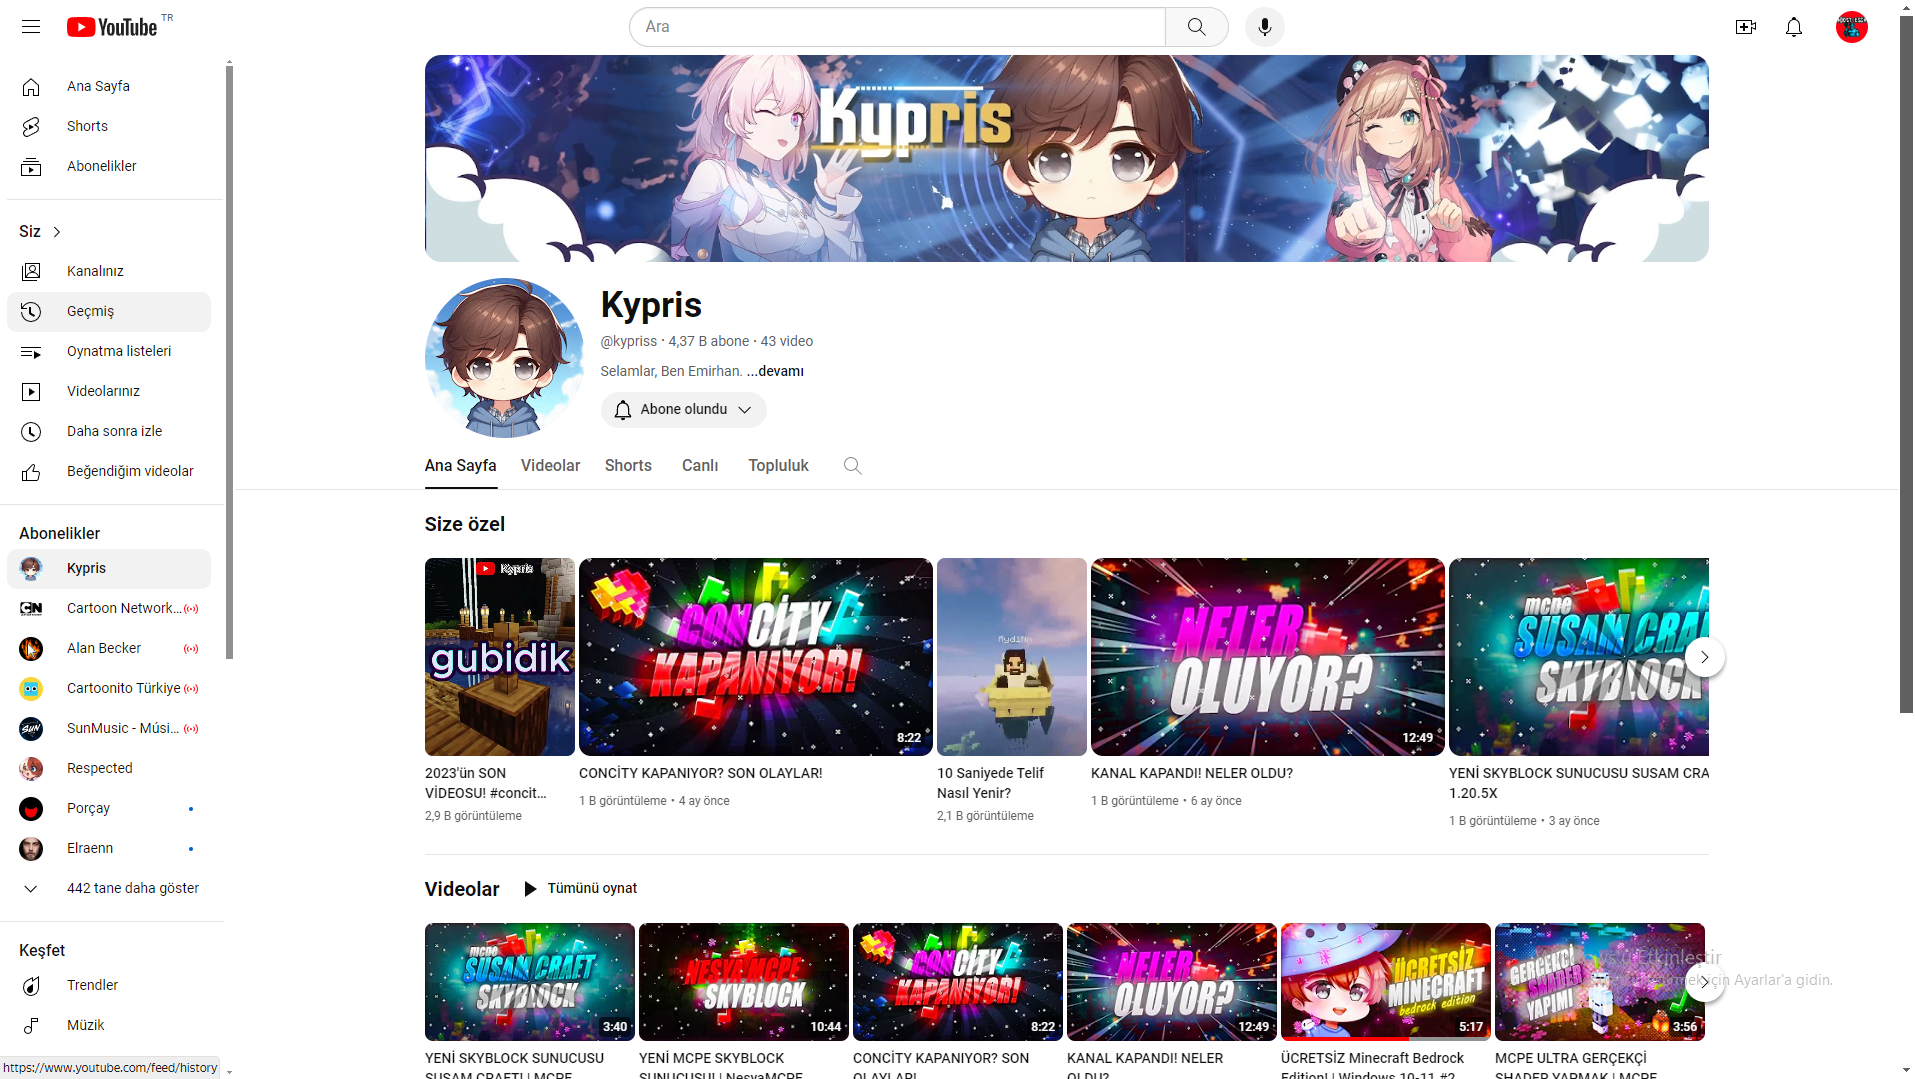 YouTube TR
Ara
Ana Sayfa
Shorts
Abonelikler
Siz
Kanalınız
Geçmiş
Oynatma listeleri
Videolarınız
Daha sonra izle
Beğendiğim videolar
Abonelikler
Kypris
Cartoon Network...
Alan Becker
Cartoonito Türkiye
SunMusic - Músi...
Respected
Porçay
Elraenn
442 tane daha göster
Keşfet
Trendler
Müzik
https://www.youtube.com/feed/history
Kypris
Kypris
@kypriss • 4,37 B abone • 43 video
Selamlar, Ben Emirhan. ...devamı
Abone olundu
Ana Sayfa Videolar Shorts Canlı Topluluk
Size özel
Kypris
gubidik
2023'ün SON
VİDEOSU! #concit...
2,9 B görüntüleme
CONCİTY
KAPANIYOR!
8:22
CONCİTY KAPANIYOR? SON OLAYLAR!
1 B görüntüleme • 4 ay önce
10 Saniyede Telif
Nasıl Yenir?
2,1 B görüntüleme
NELER
OLUYOR?
12:49
KANAL KAPANDI! NELER OLDU?
1 B görüntüleme • 6 ay önce
mcpe
SUSAN CRA
SKYBLOCK
YENİ SKYBLOCK SUNUCUSU SUSAM CRA
1.20.5X
1 B görüntüleme • 3 ay önce
Videolar
Tümünü oynat
mcpe
SUSAN CRAFT
SKYBLOCK
3:40
YENİ SKYBLOCK SUNUCUSU
SUSAM CRAFT! | MCPE
NESVA MCPE
SKYBLOCK
10:44
YENİ MCPE SKYBLOCK
SUNUCUSU! | NesvaMCPE
CONCİTY
KAPANIYOR!
8:22
CONCİTY KAPANIYOR? SON
OLAYLAR!
NELER
OLUYOR?
12:49
KANAL KAPANDI! NELER
OLDU?
ÜCRETSİZ
MINECRAFT
bedrock edition
5:17
ÜCRETSİZ Minecraft Bedrock
Edition! | Windows 10-11 #2
GERÇEKÇİ
SHADER
YAPIMI
3:56
MCPE ULTRA GERÇEKÇİ
SHADER YAPMAK | MCPE
Etkinleştir
için Ayarlar'a gidin.